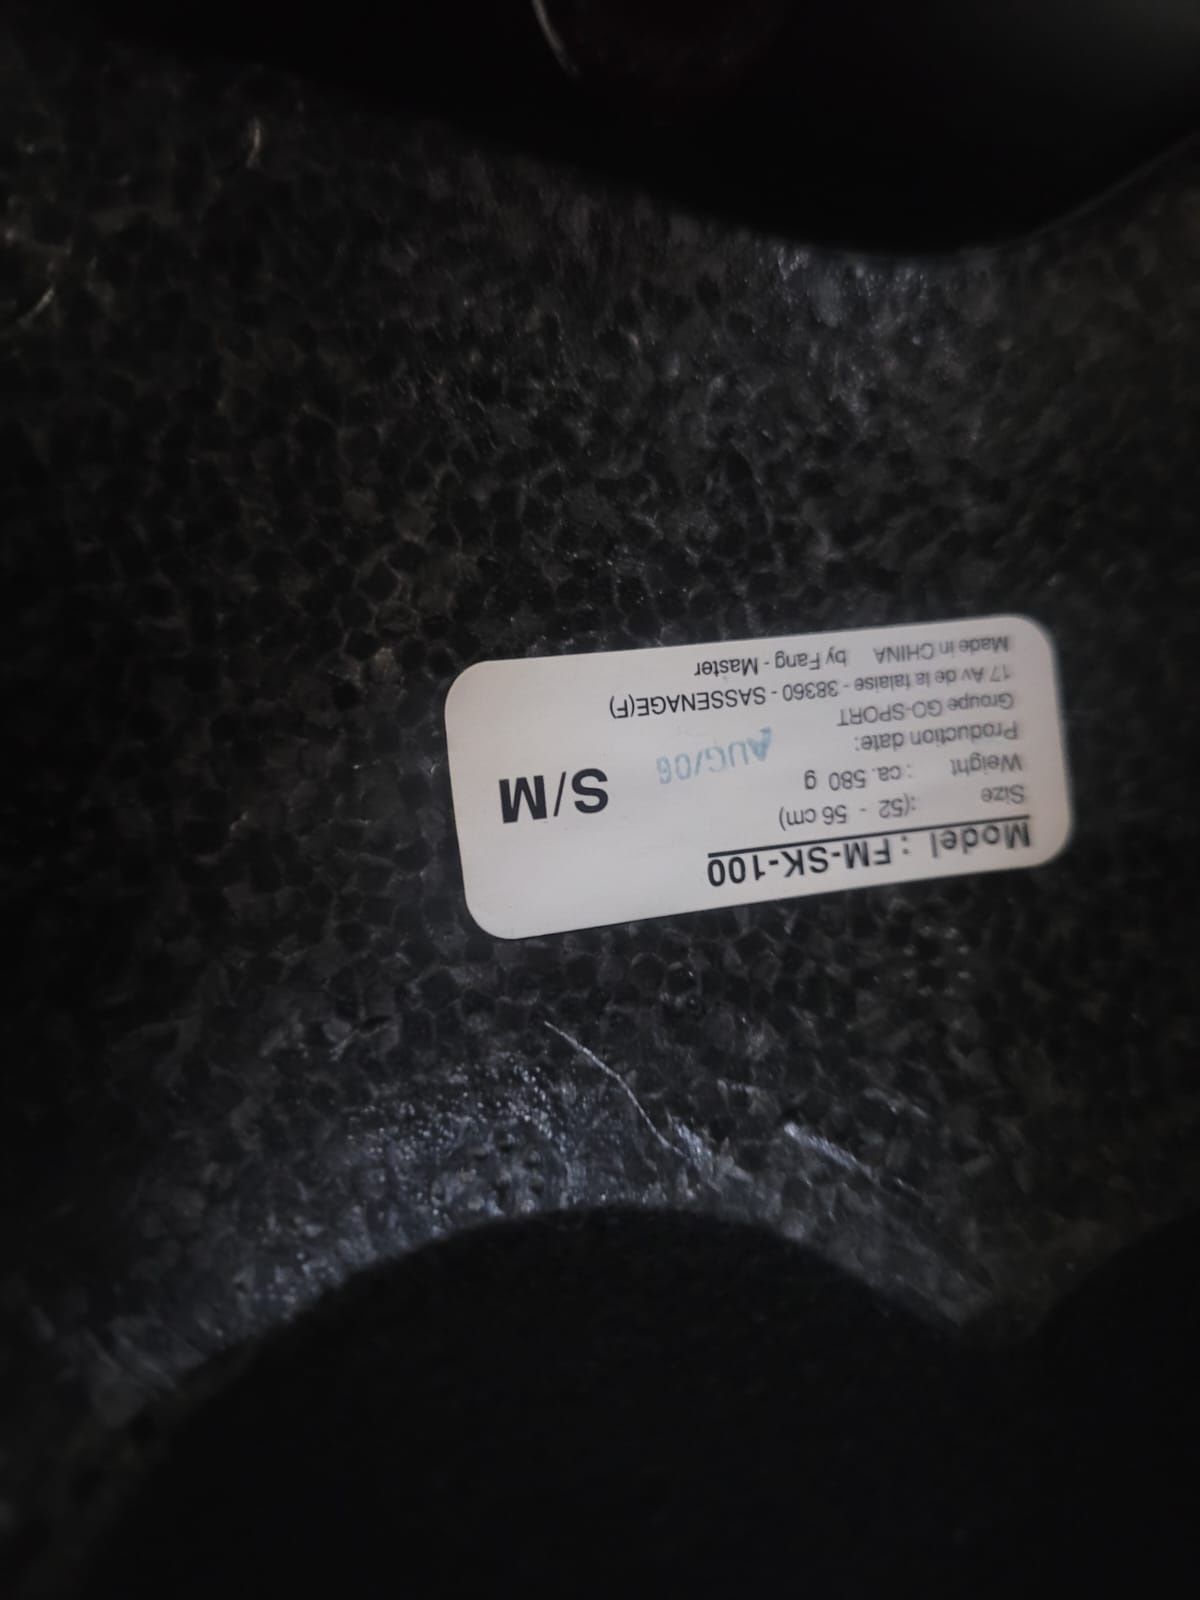 Model : FM-SK-100
Size :(52 - 56 cm)
Weight : ca. 580 g
S/M
Production date: AUG/06
Groupe GO-SPORT
17 Av de la falaise - 38360 - SASSENAGE(F)
Made in CHINA by Fang - Master